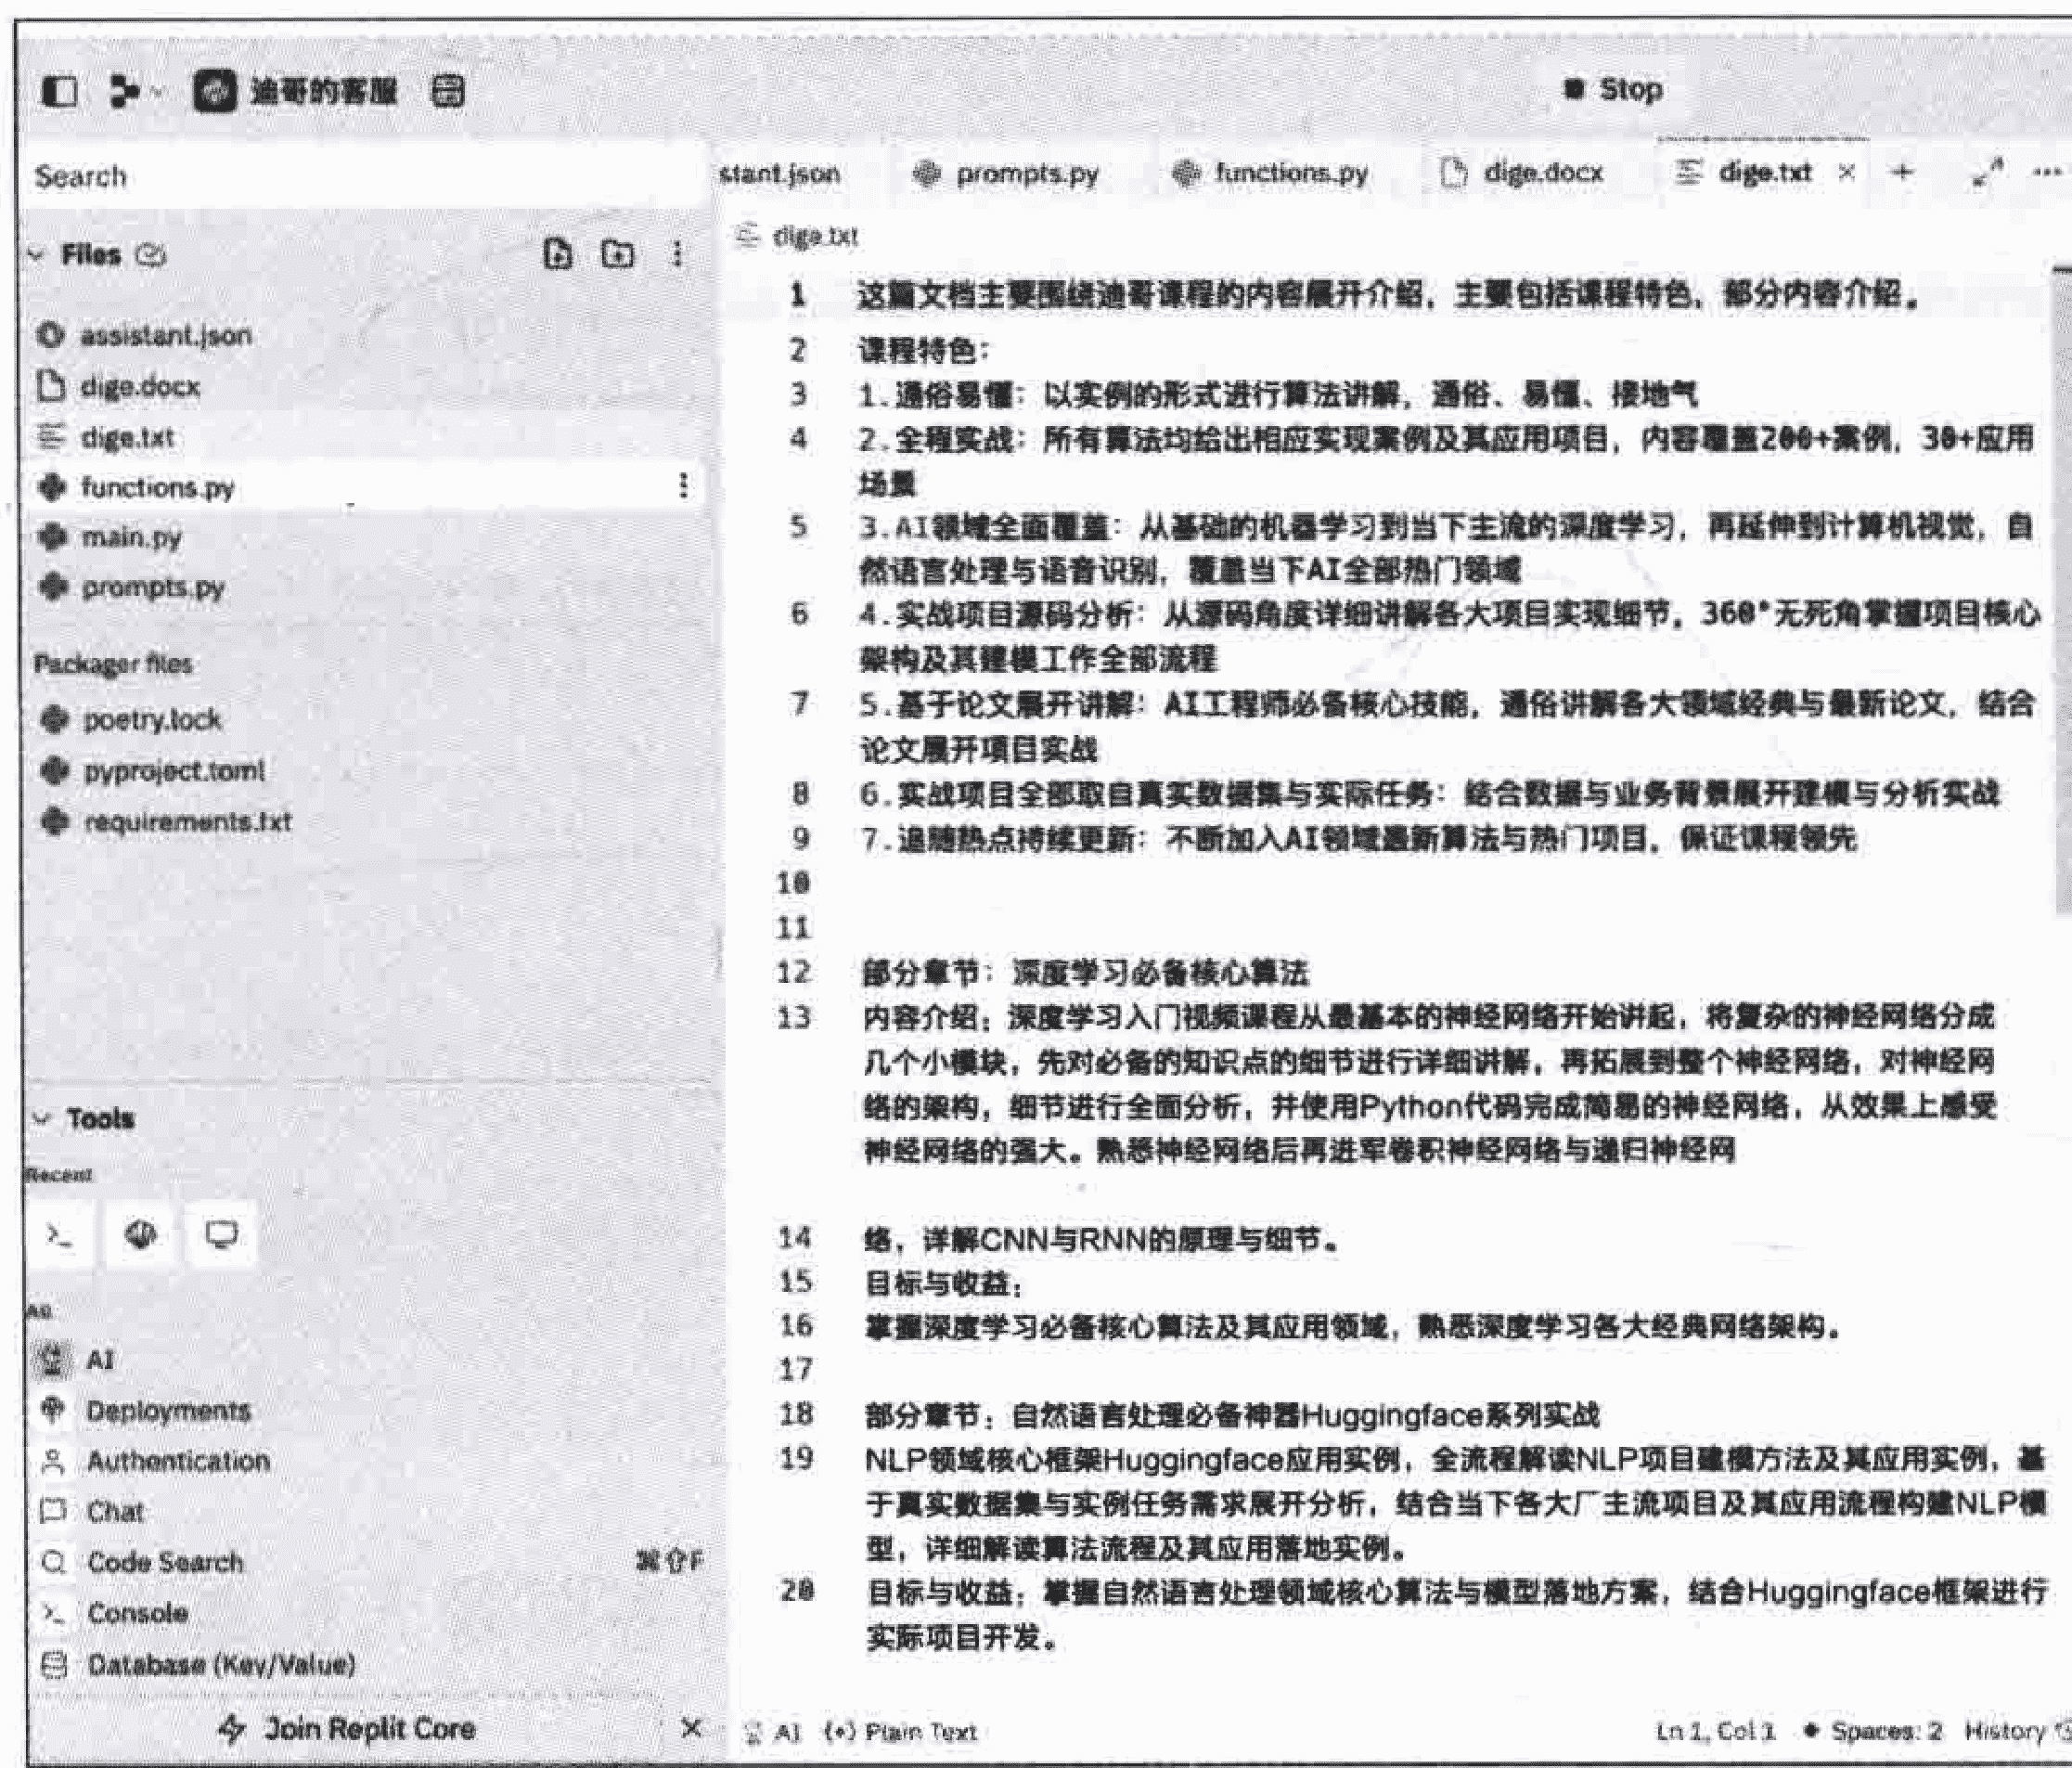 迪哥的客服
Stop
Search
stant.json
prompts.py
functions.py
dige.docx
dige.txt
Files
dige.txt
assistant.json
dige.docx
dige.txt
functions.py
main.py
prompts.py
Packager files
poetry.lock
pyproject.toml
requirements.txt
Tools
Recent
All
AI
Deployments
Authentication
Chat
Code Search ⌘⇧F
Console
Database (Key/Value)
Join Replit Core
1 这篇文档主要围绕迪哥课程的内容展开介绍，主要包括课程特色，部分内容介绍。
2 课程特色：
3 1.通俗易懂：以实例的形式进行算法讲解，通俗、易懂、接地气
4 2.全程实战：所有算法均给出相应实现案例及其应用项目，内容覆盖200+案例，30+应用
场景
5 3.AI领域全面覆盖：从基础的机器学习到当下主流的深度学习，再延伸到计算机视觉，自
然语言处理与语音识别，覆盖当下AI全部热门领域
6 4.实战项目源码分析：从源码角度详细讲解各大项目实现细节，360°无死角掌握项目核心
架构及其建模工作全部流程
7 5.基于论文展开讲解：AI工程师必备核心技能，通俗讲解各大领域经典与最新论文，结合
论文展开项目实战
8 6.实战项目全部取自真实数据集与实际任务：结合数据与业务背景展开建模与分析实战
9 7.追随热点持续更新：不断加入AI领域最新算法与热门项目，保证课程领先
10
11
12 部分章节：深度学习必备核心算法
13 内容介绍：深度学习入门视频课程从最基本的神经网络开始讲起，将复杂的神经网络分成
几个小模块，先对必备的知识点的细节进行详细讲解，再拓展到整个神经网络，对神经网
络的架构，细节进行全面分析，并使用Python代码完成简易的神经网络，从效果上感受
神经网络的强大。熟悉神经网络后再进军卷积神经网络与递归神经网
14 络，详解CNN与RNN的原理与细节。
15 目标与收益：
16 掌握深度学习必备核心算法及其应用领域，熟悉深度学习各大经典网络架构。
17
18 部分章节：自然语言处理必备神器Huggingface系列实战
19 NLP领域核心框架Huggingface应用实例，全流程解读NLP项目建模方法及其应用实例，基
于真实数据集与实例任务需求展开分析，结合当下各大厂主流项目及其应用流程构建NLP模
型，详细解读算法流程及其应用落地实例。
20 目标与收益：掌握自然语言处理领域核心算法与模型落地方案，结合Huggingface框架进行
实际项目开发。
AI {•} Plain Text
Ln 1, Col 1 • Spaces: 2 History